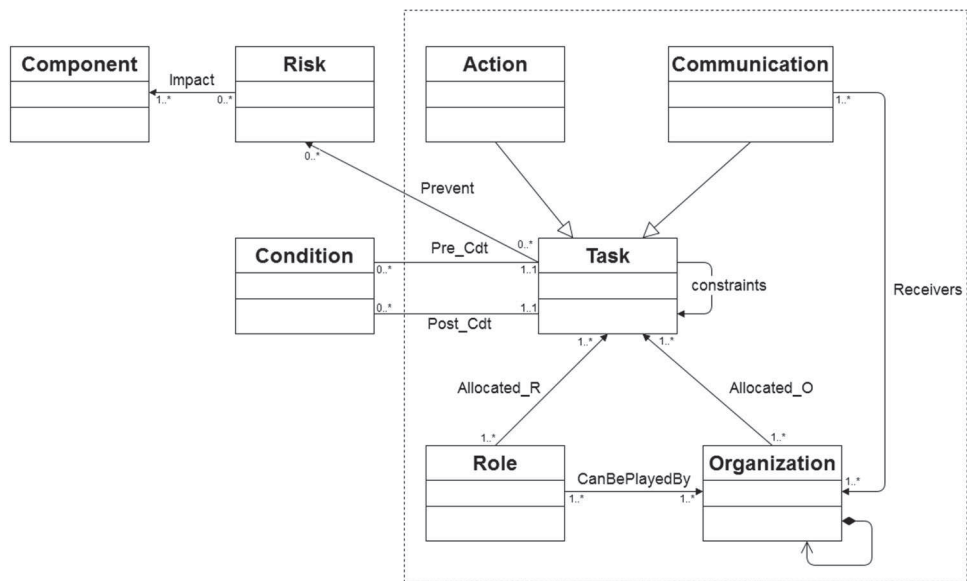 Component
Risk
Action
Communication
Impact
1..*
0..*
1..*
0..*
Prevent
Condition
Pre_Cdt
0..*
0..*
1..1
Task
constraints
Receivers
0..*
Post_Cdt
1..1
1..*
1..*
Allocated_R
Allocated_O
1..*
1..*
Role
CanBePlayedBy
Organization
1..*
1..*
1..*